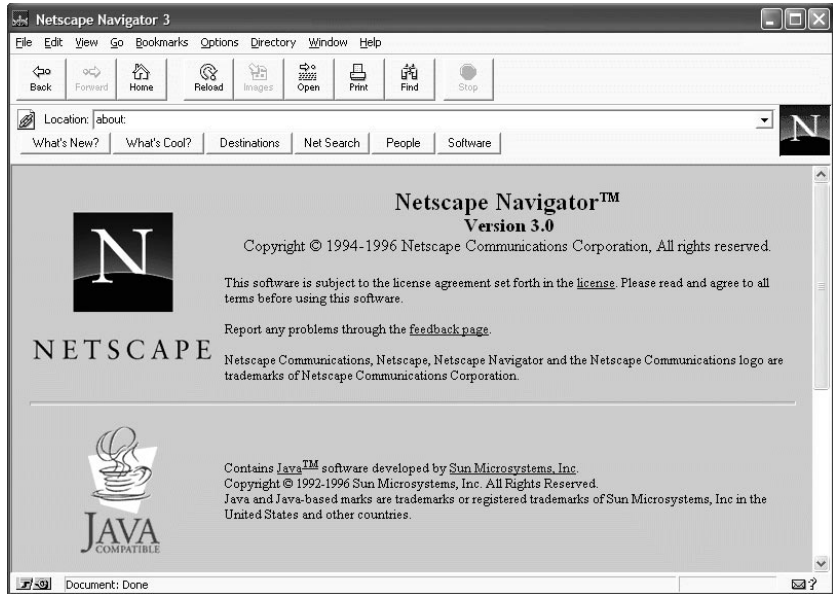 Netscape Navigator 3
File Edit View Go Bookmarks Options Directory Window Help
Back Forward Home Reload Images Open Print Find Stop
Location: about:
N
What's New? What's Cool? Destinations Net Search People Software
Netscape Navigator™
Version 3.0
Copyright © 1994-1996 Netscape Communications Corporation, All rights reserved.
N
NETSCAPE
This software is subject to the license agreement set forth in the license. Please read and agree to all
terms before using this software.
Report any problems through the feedback page.
Netscape Communications, Netscape, Netscape Navigator and the Netscape Communications logo are
trademarks of Netscape Communications Corporation.
JAVA
COMPATIBLE
Contains Java™ software developed by Sun Microsystems, Inc.
Copyright © 1992-1996 Sun Microsystems, Inc. All Rights Reserved.
Java and Java-based marks are trademarks or registered trademarks of Sun Microsystems, Inc in the
United States and other countries.
Document: Done
?